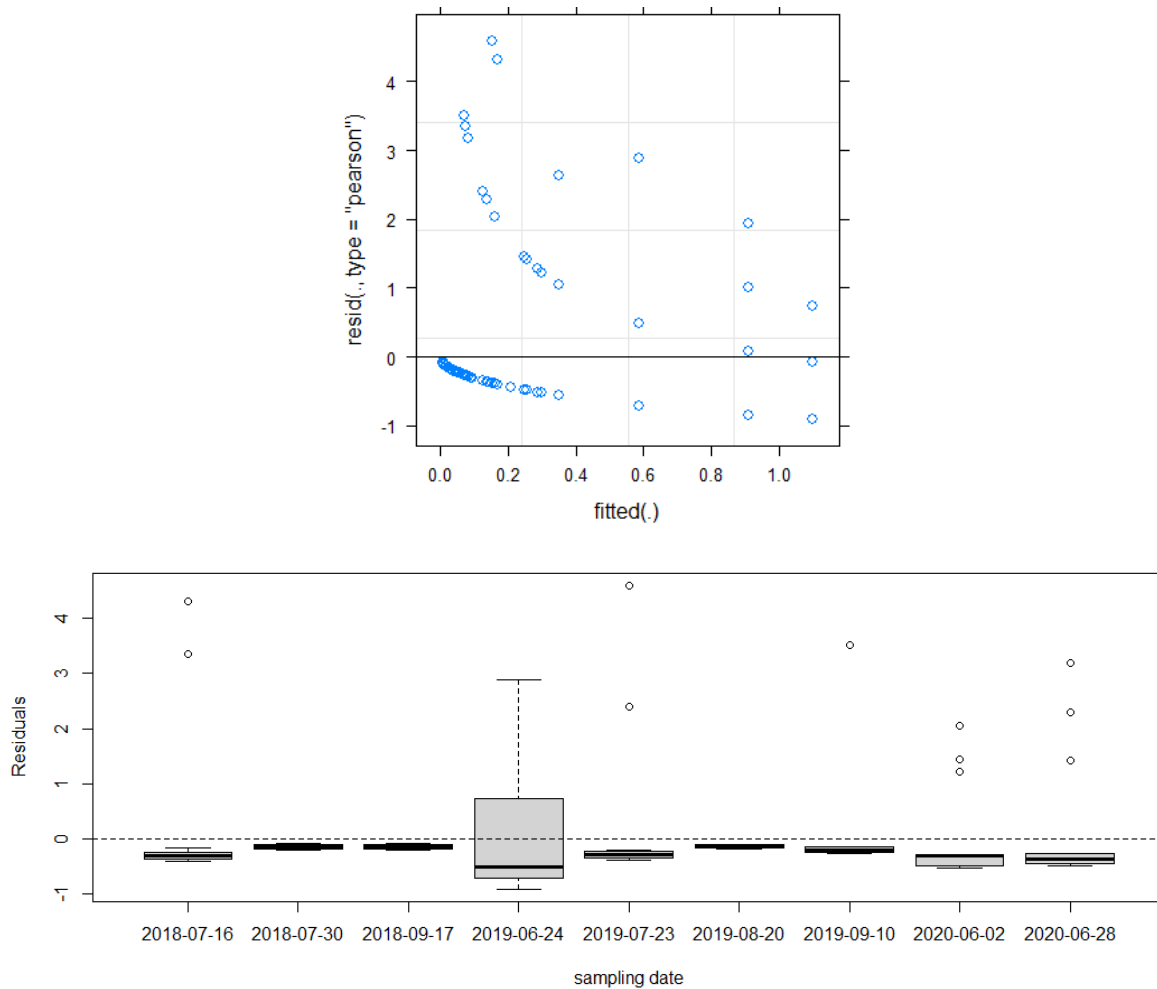 4
3
2
1
0
-1
resid(., type = "pearson")
0.0 0.2 0.4 0.6 0.8 1.0
fitted(.)
4
3
2
1
0
-1
Residuals
2018-07-16 2018-07-30 2018-09-17 2019-06-24 2019-07-23 2019-08-20 2019-09-10 2020-06-02 2020-06-28
sampling date